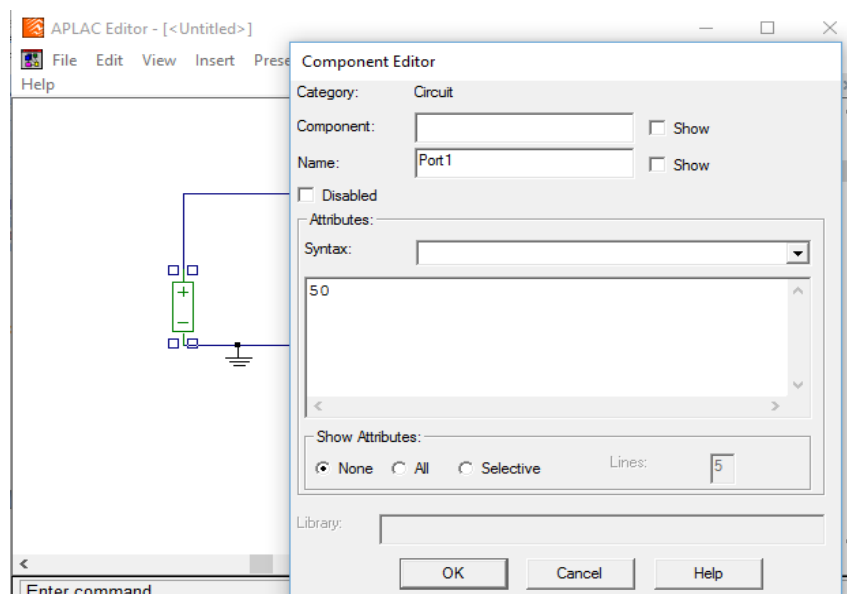 APLAC Editor - [<Untitled>]
File Edit View Insert Prese
Help
Component Editor
Category: Circuit
Component: Show
Name: Port1 Show
Disabled
Attributes:
Syntax:
50
Show Attributes:
None All Selective Lines: 5
Library:
OK Cancel Help
Enter command